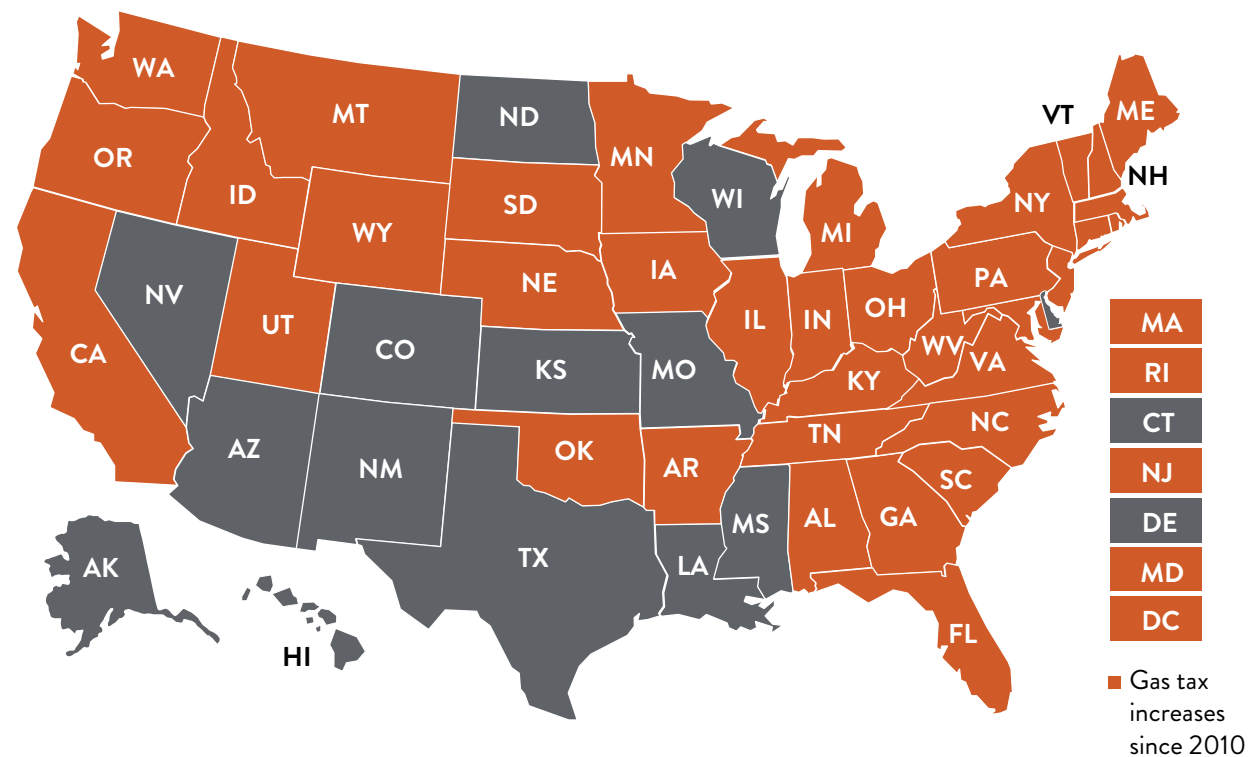 WA
MT
ND
VT
ME
OR
MN
ID
SD
WI
NH
NY
WY
MI
IA
NE
PA
NV
UT
IL
IN
OH
MA
CA
CO
WV
KS
MO
VA
RI
KY
CT
TN
NC
AZ
NM
OK
AR
SC
NJ
MS
AL
GA
DE
AK
TX
LA
MD
HI
FL
DC
Gas tax
increases
since 2010